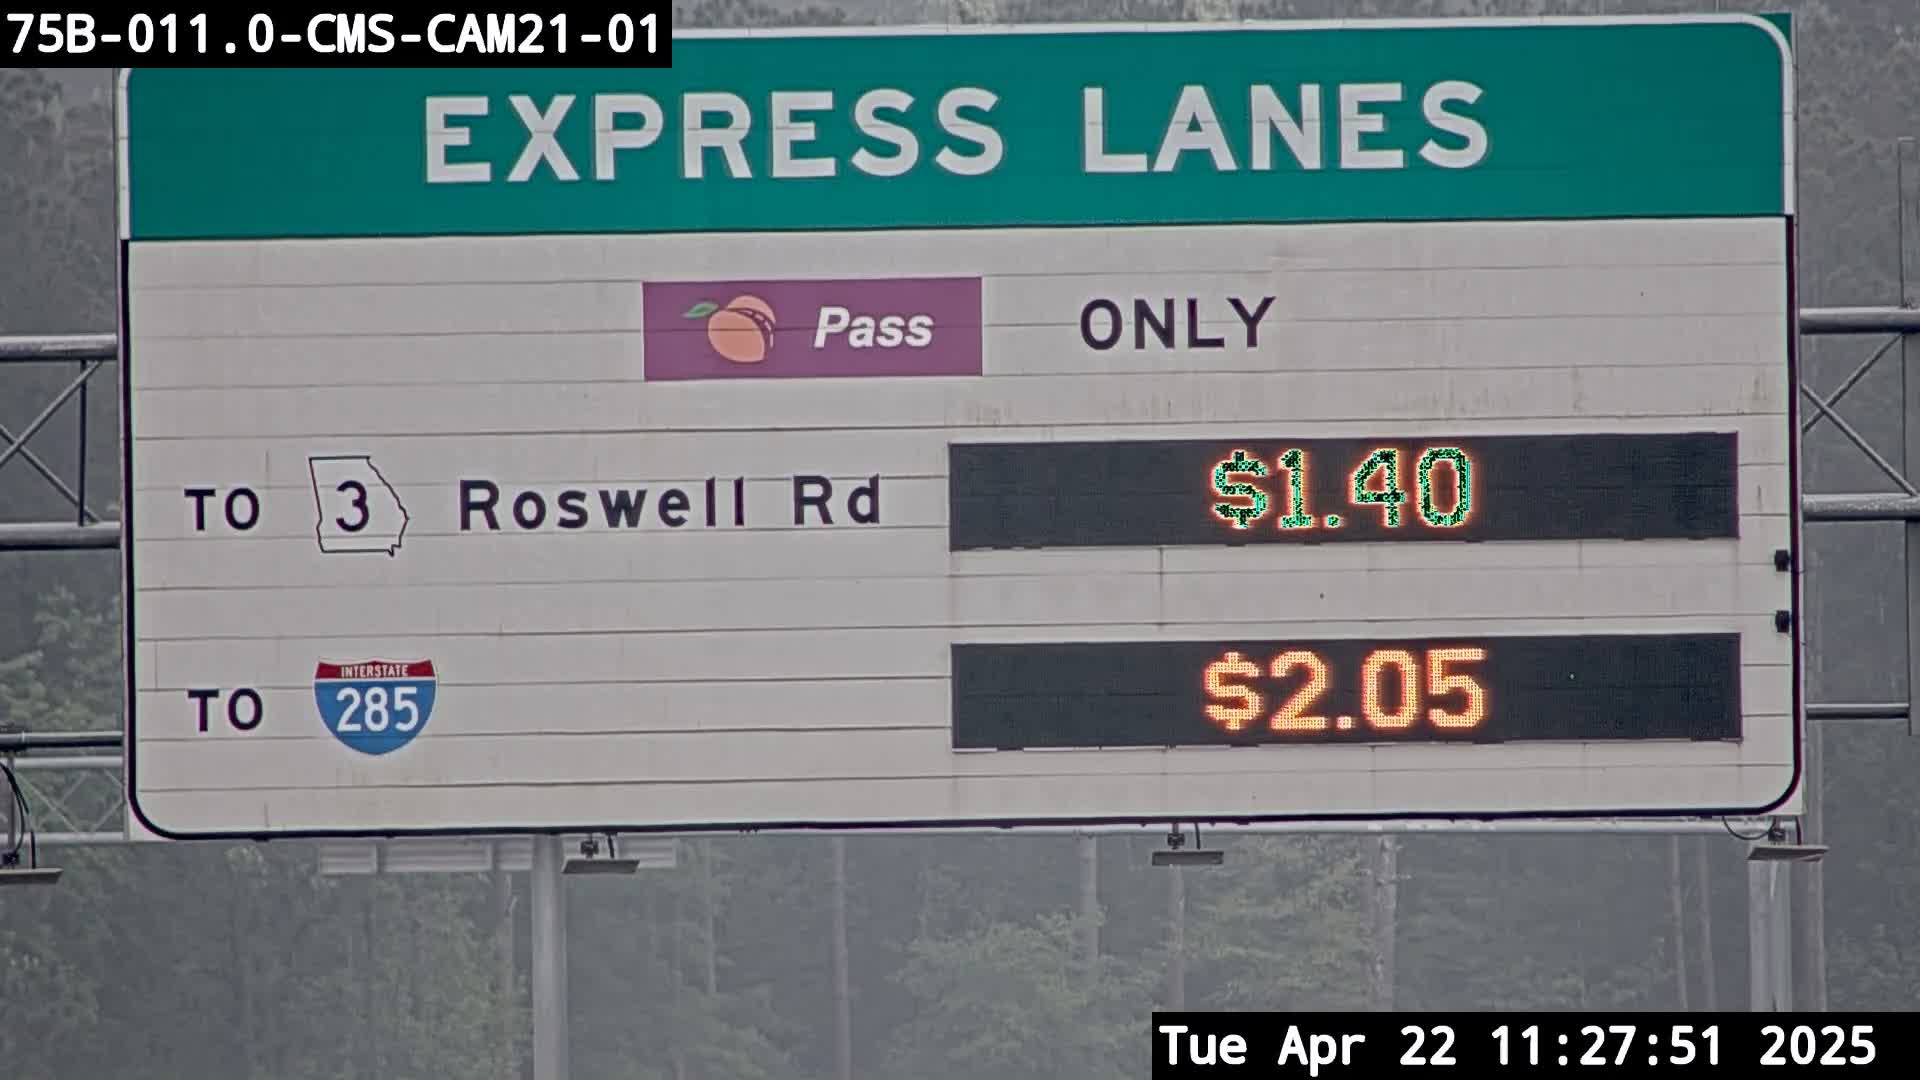 75B-011.0-CMS-CAM21-01
EXPRESS LANES
Pass ONLY
TO 3 Roswell Rd $1.40
INTERSTATE
TO 285 $2.05
Tue Apr 22 11:27:51 2025